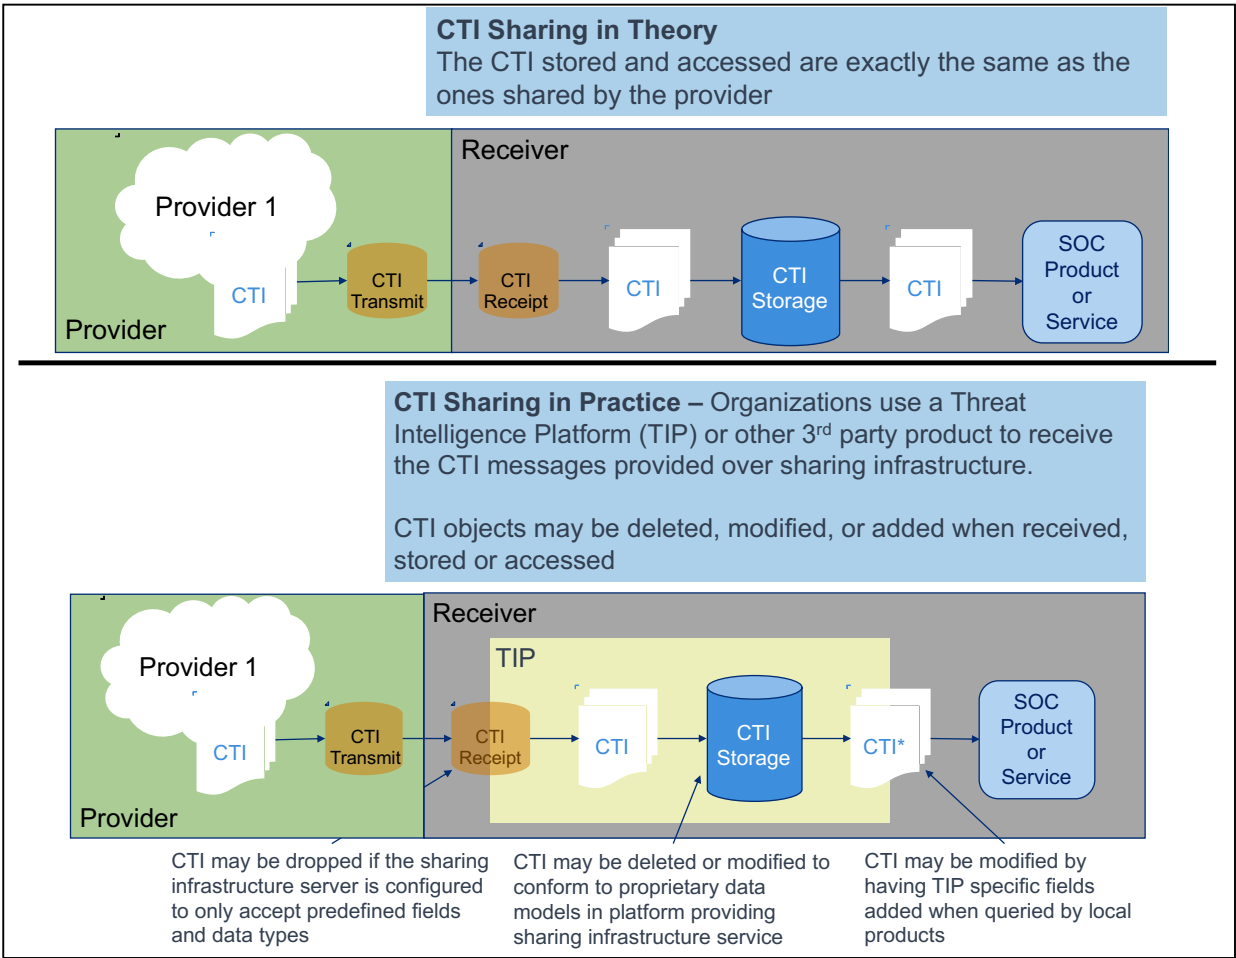 CTI Sharing in Theory
The CTI stored and accessed are exactly the same as the
ones shared by the provider
Receiver
Provider 1
CTI
CTI
Transmit
CTI
Receipt
CTI
CTI
Storage
CTI
SOC
Product
or
Service
Provider
CTI Sharing in Practice – Organizations use a Threat
Intelligence Platform (TIP) or other 3rd party product to receive
the CTI messages provided over sharing infrastructure.
CTI objects may be deleted, modified, or added when received,
stored or accessed
Receiver
TIP
Provider 1
CTI
CTI
Transmit
CTI
Receipt
CTI
CTI
Storage
CTI*
SOC
Product
or
Service
Provider
CTI may be dropped if the sharing
infrastructure server is configured
to only accept predefined fields
and data types
CTI may be deleted or modified to
conform to proprietary data
models in platform providing
sharing infrastructure service
CTI may be modified by
having TIP specific fields
added when queried by local
products